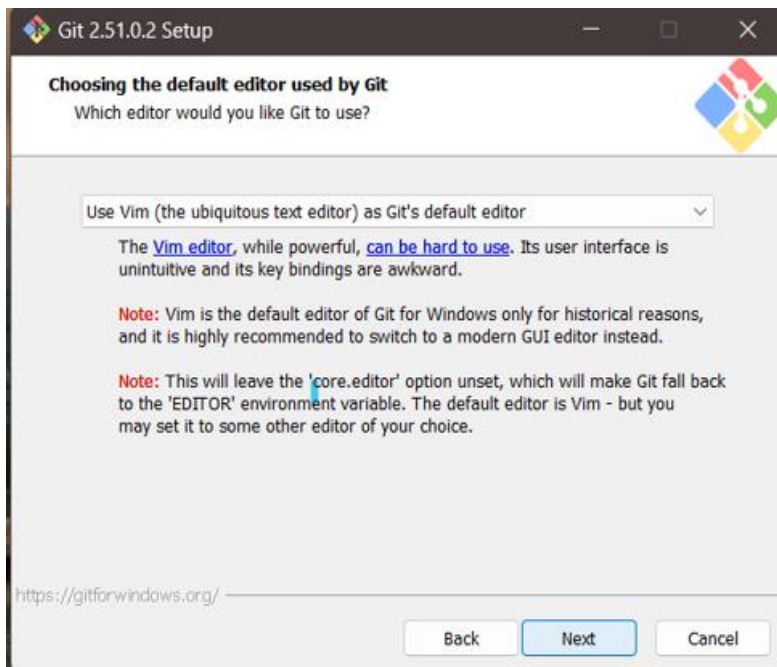 Git 2.51.0.2 Setup
Choosing the default editor used by Git
Which editor would you like Git to use?
Use Vim (the ubiquitous text editor) as Git's default editor
The Vim editor, while powerful, can be hard to use. Its user interface is
unintuitive and its key bindings are awkward.
Note: Vim is the default editor of Git for Windows only for historical reasons,
and it is highly recommended to switch to a modern GUI editor instead.
Note: This will leave the 'core.editor' option unset, which will make Git fall back
to the 'EDITOR' environment variable. The default editor is Vim - but you
may set it to some other editor of your choice.
https://gitforwindows.org/
Back Next Cancel